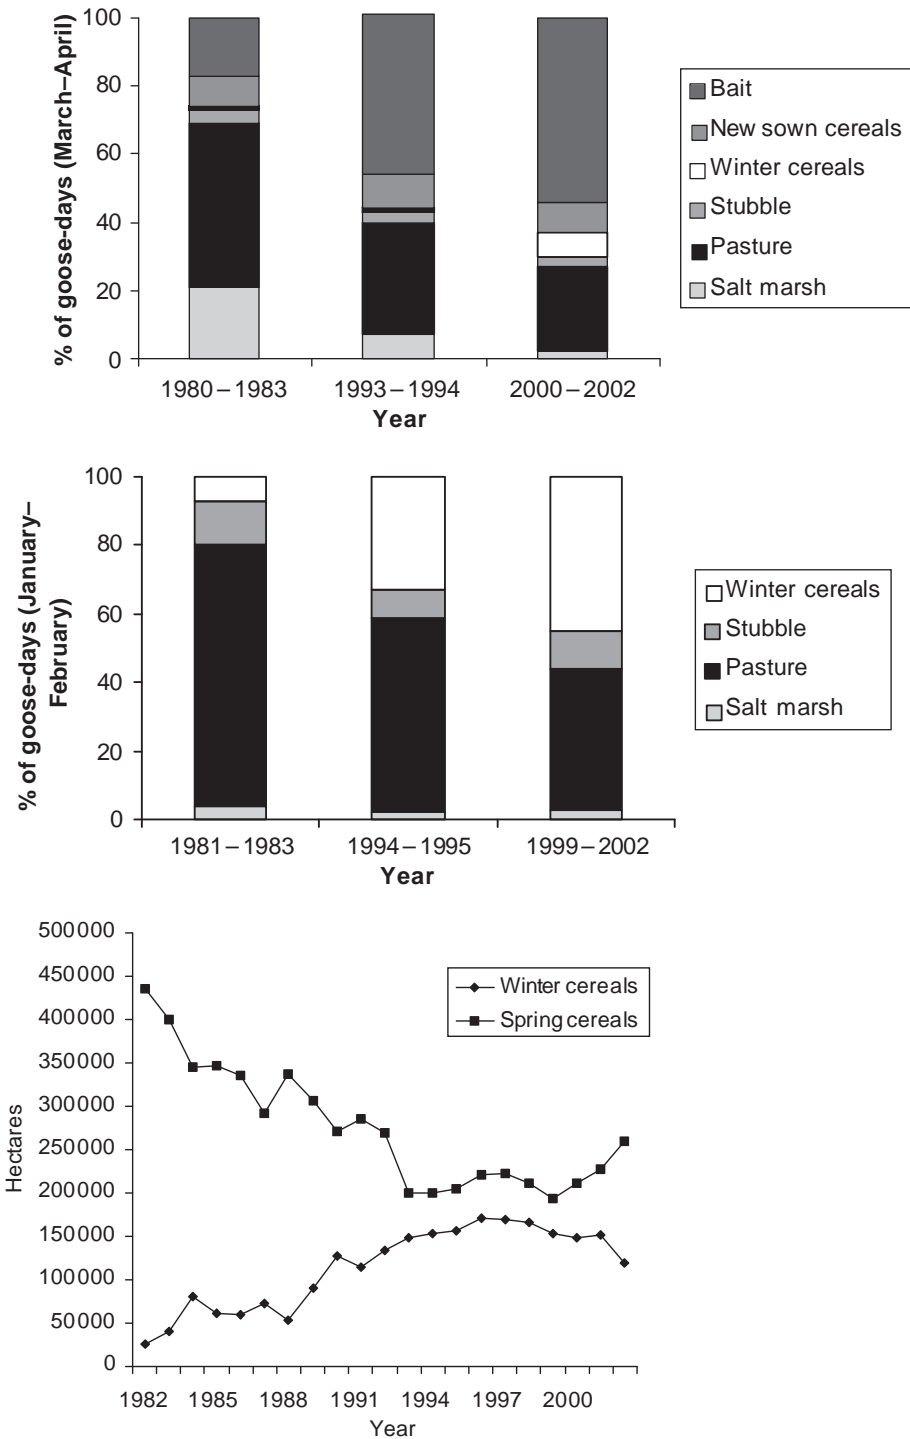 % of goose-days (March–April)
100
80
60
40
20
0
1980–1983
1993–1994
2000–2002
Year
Bait
New sown cereals
Winter cereals
Stubble
Pasture
Salt marsh
% of goose-days (January–
February)
100
80
60
40
20
0
1981–1983
1994–1995
1999–2002
Year
Winter cereals
Stubble
Pasture
Salt marsh
Hectares
500000
450000
400000
350000
300000
250000
200000
150000
100000
50000
0
1982
1985
1988
1991
1994
1997
2000
Year
Winter cereals
Spring cereals